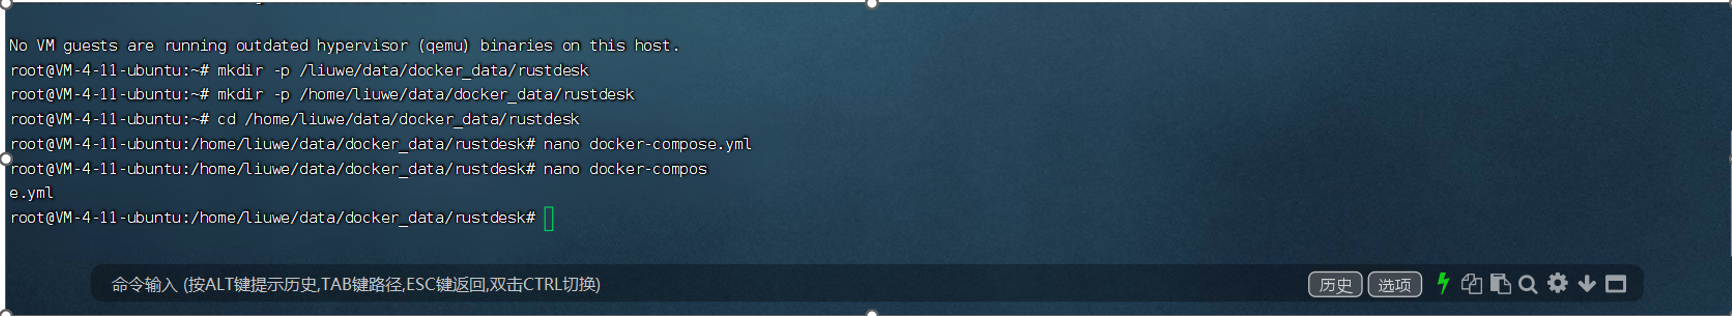 No VM guests are running outdated hypervisor (qemu) binaries on this host.
root@VM-4-11-ubuntu:~# mkdir -p /liuwe/data/docker_data/rustdesk
root@VM-4-11-ubuntu:~# mkdir -p /home/liuwe/data/docker_data/rustdesk
root@VM-4-11-ubuntu:~# cd /home/liuwe/data/docker_data/rustdesk
root@VM-4-11-ubuntu:/home/liuwe/data/docker_data/rustdesk# nano docker-compose.yml
root@VM-4-11-ubuntu:/home/liuwe/data/docker_data/rustdesk# nano docker-compos
e.yml
root@VM-4-11-ubuntu:/home/liuwe/data/docker_data/rustdesk#
命令输入 (按ALT键提示历史,TAB键路径,ESC键返回,双击CTRL切换) 历史 选项